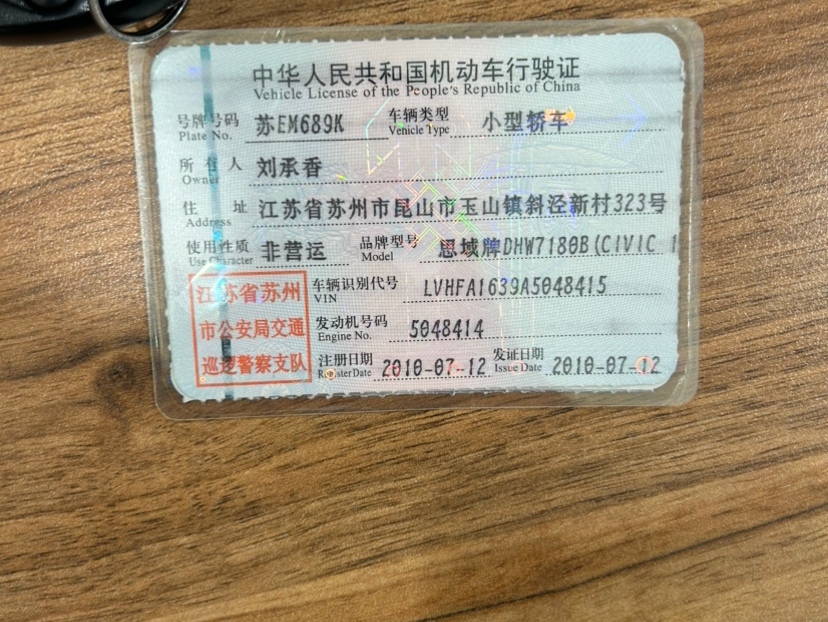 中华人民共和国机动车行驶证
Vehicle License of the People's Republic of China
号牌号码 苏EM689K 车辆类型 小型轿车
Plate No. Vehicle Type
所有人 刘承香
Owner
住址 江苏省苏州市昆山市玉山镇斜泾新村323号
Address
使用性质 非营运 品牌型号 思域牌DHW7180B(CIVIC 1
Use Character Model
江苏省苏州 车辆识别代号 LVHFA1639A5048415
VIN
市公安局交通 发动机号码 5048414
Engine No.
巡逻警察支队 注册日期 2010-07-12 发证日期 2010-07-12
Register Date Issue Date